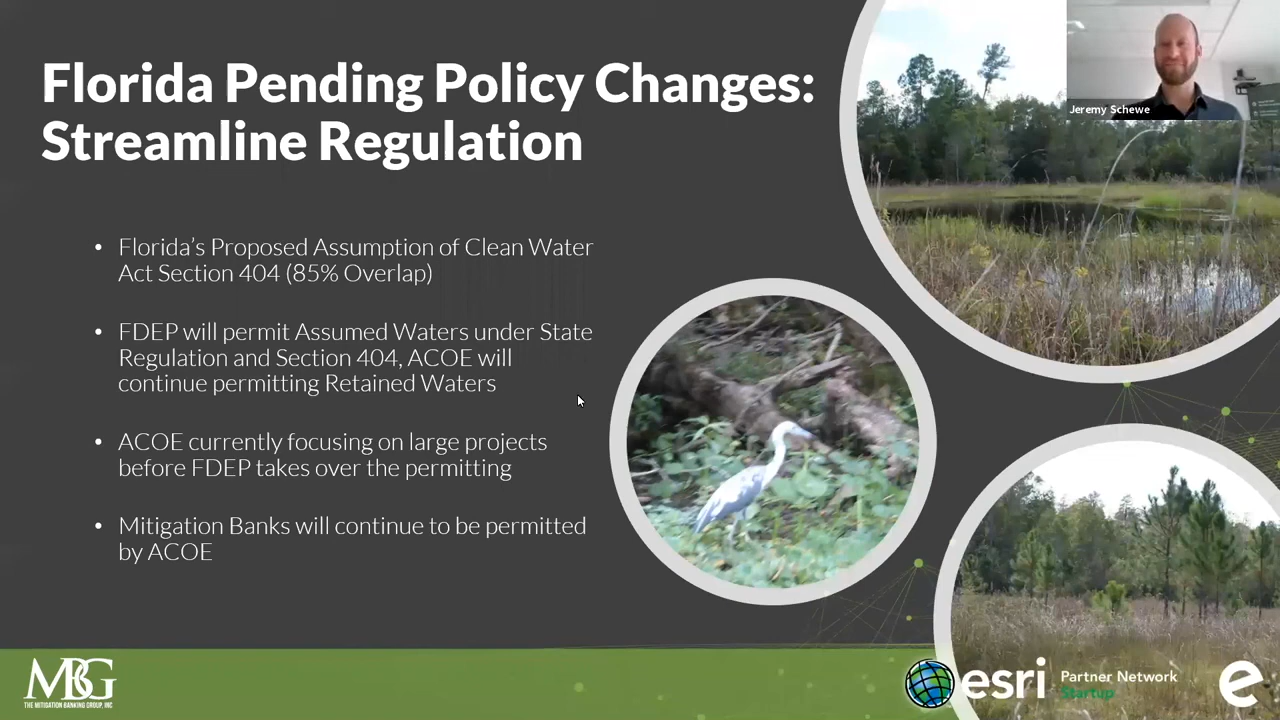 Florida Pending Policy Changes:
Streamline Regulation
Jeremy Schewe
• Florida's Proposed Assumption of Clean Water
Act Section 404 (85% Overlap)
• FDEP will permit Assumed Waters under State
Regulation and Section 404, ACOE will
continue permitting Retained Waters
• ACOE currently focusing on large projects
before FDEP takes over the permitting
• Mitigation Banks will continue to be permitted
by ACOE
MBG
THE MITIGATION BANKING GROUP, INC
esri
Partner Network
Startup
e